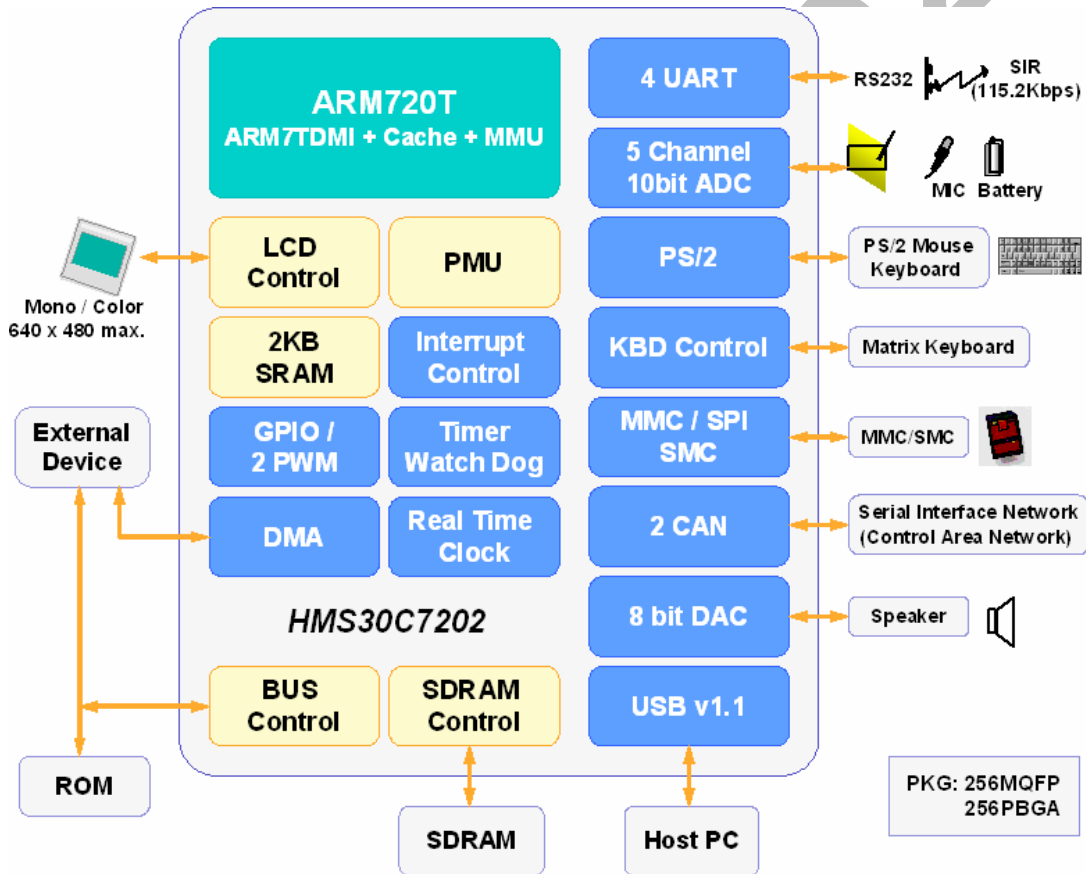 ARM720T
ARM7TDMI + Cache + MMU
LCD
Control
PMU
2KB
SRAM
Interrupt
Control
GPIO /
2 PWM
Timer
Watch Dog
DMA
Real Time
Clock
HMS30C7202
BUS
Control
SDRAM
Control
4 UART
5 Channel
10bit ADC
PS/2
KBD Control
MMC / SPI
SMC
2 CAN
8 bit DAC
USB v1.1
Mono / Color
640 x 480 max.
External
Device
ROM
SDRAM
Host PC
RS232
SIR
(115.2Kbps)
MIC
Battery
PS/2 Mouse
Keyboard
Matrix Keyboard
MMC/SMC
Serial Interface Network
(Control Area Network)
Speaker
PKG: 256MQFP
256PBGA